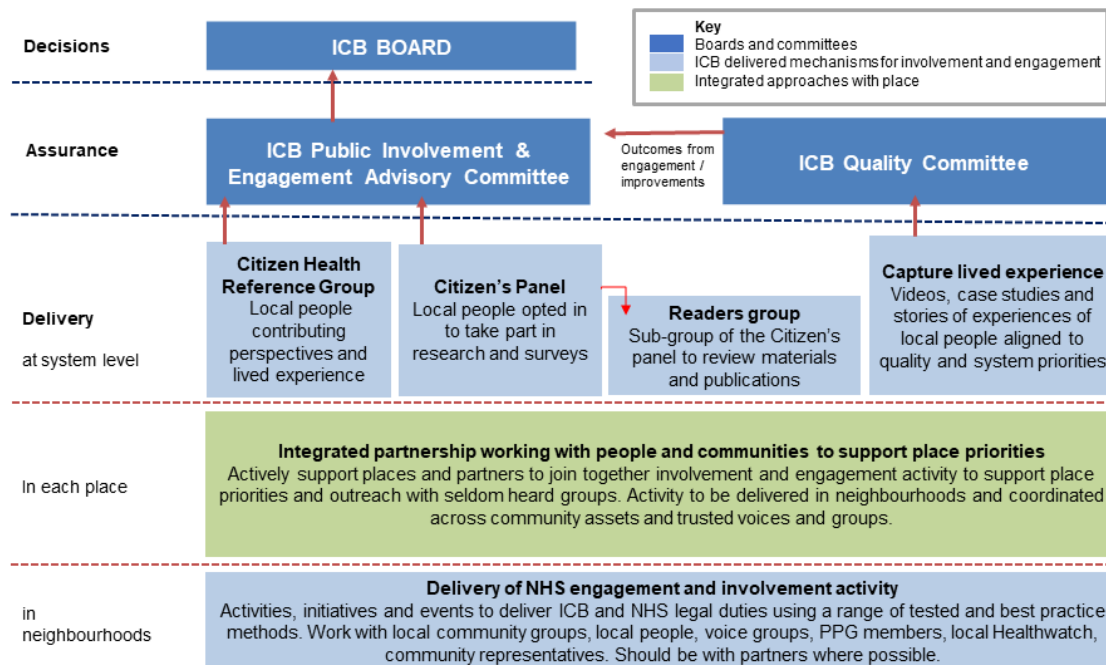 Decisions
ICB BOARD
Key
Boards and committees
ICB delivered mechanisms for involvement and engagement
Integrated approaches with place
Assurance
ICB Public Involvement &
Engagement Advisory Committee
Outcomes from
engagement /
improvements
ICB Quality Committee
Delivery
at system level
Citizen Health
Reference Group
Local people
contributing
perspectives and
lived experience
Citizen's Panel
Local people opted in
to take part in
research and surveys
Readers group
Sub-group of the Citizen's
panel to review materials
and publications
Capture lived experience
Videos, case studies and
stories of experiences of
local people aligned to
quality and system priorities
In each place
Integrated partnership working with people and communities to support place priorities
Actively support places and partners to join together involvement and engagement activity to support place
priorities and outreach with seldom heard groups. Activity to be delivered in neighbourhoods and coordinated
across community assets and trusted voices and groups.
in
neighbourhoods
Delivery of NHS engagement and involvement activity
Activities, initiatives and events to deliver ICB and NHS legal duties using a range of tested and best practice
methods. Work with local community groups, local people, voice groups, PPG members, local Healthwatch,
community representatives. Should be with partners where possible.